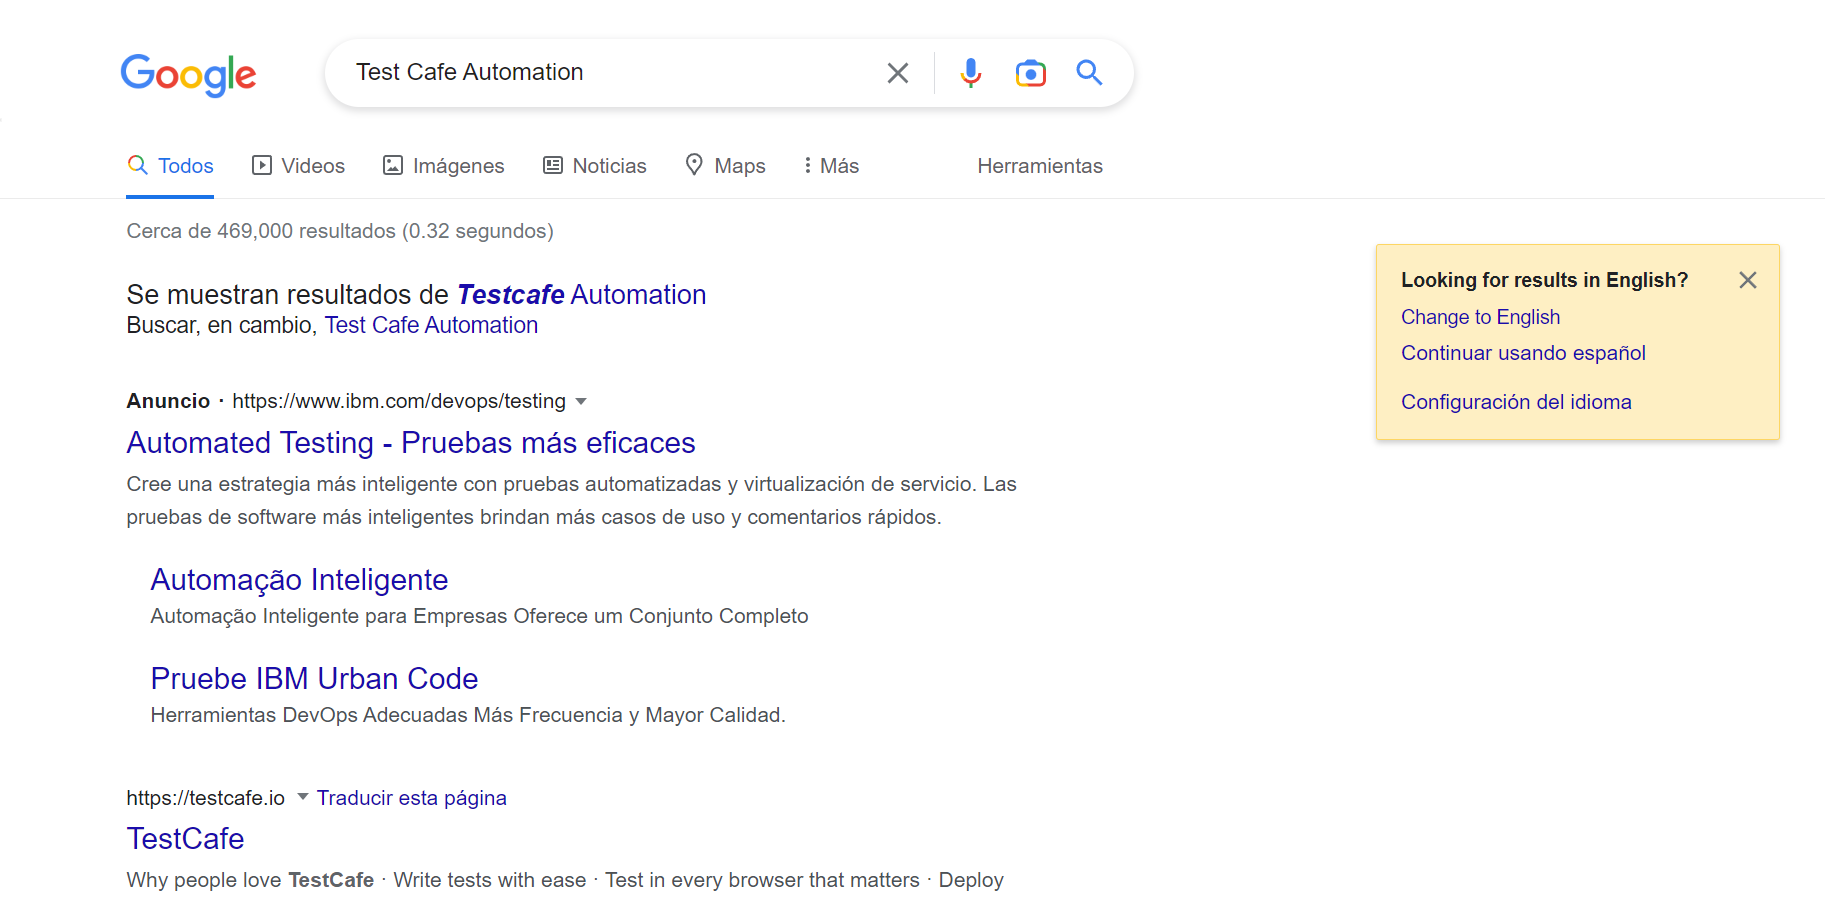 Google
Test Cafe Automation
Todos Videos Imágenes Noticias Maps Más Herramientas
Cerca de 469,000 resultados (0.32 segundos)
Se muestran resultados de Testcafe Automation
Buscar, en cambio, Test Cafe Automation
Anuncio · https://www.ibm.com/devops/testing
Automated Testing - Pruebas más eficaces
Cree una estrategia más inteligente con pruebas automatizadas y virtualización de servicio. Las
pruebas de software más inteligentes brindan más casos de uso y comentarios rápidos.
Automação Inteligente
Automação Inteligente para Empresas Oferece um Conjunto Completo
Pruebe IBM Urban Code
Herramientas DevOps Adecuadas Más Frecuencia y Mayor Calidad.
https://testcafe.io Traducir esta página
TestCafe
Why people love TestCafe · Write tests with ease · Test in every browser that matters · Deploy
Looking for results in English?
Change to English
Continuar usando español
Configuración del idioma